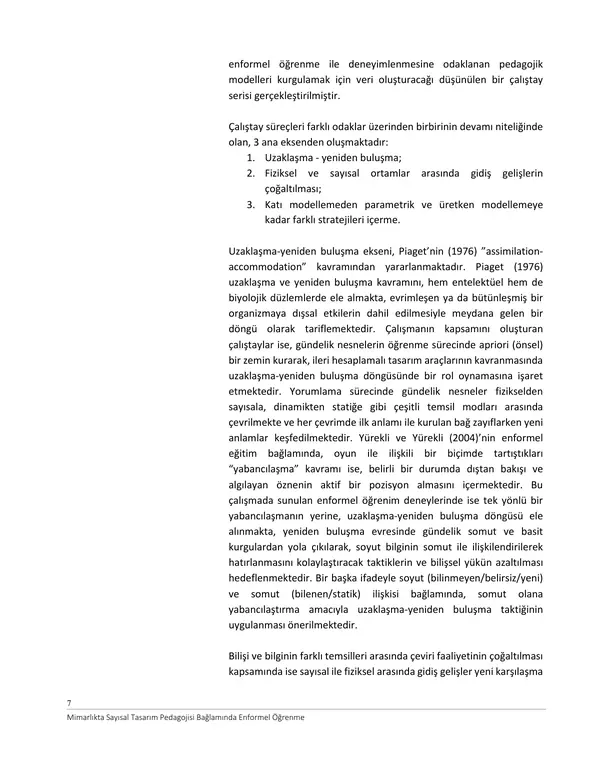 enformel öğrenme ile deneyimlenmesine odaklanan pedagojik
modelleri kurgulamak için veri oluşturacağı düşünülen bir çalıştay
serisi gerçekleştirilmiştir.
Çalıştay süreçleri farklı odaklar üzerinden birbirinin devamı niteliğinde
olan, 3 ana eksenden oluşmaktadır:
1. Uzaklaşma - yeniden buluşma;
2. Fiziksel ve sayısal ortamlar arasında gidiş gelişlerin
çoğaltılması;
3. Katı modellemeden parametrik ve üretken modellemeye
kadar farklı stratejileri içerme.
Uzaklaşma-yeniden buluşma ekseni, Piaget’nin (1976) ”assimilation-
accommodation” kavramından yararlanmaktadır. Piaget (1976)
uzaklaşma ve yeniden buluşma kavramını, hem entelektüel hem de
biyolojik düzlemlerde ele almakta, evrimleşen ya da bütünleşmiş bir
organizmaya dışsal etkilerin dahil edilmesiyle meydana gelen bir
döngü olarak tariflemektedir. Çalışmanın kapsamını oluşturan
çalıştaylar ise, gündelik nesnelerin öğrenme sürecinde apriori (önsel)
bir zemin kurarak, ileri hesaplamalı tasarım araçlarının kavranmasında
uzaklaşma-yeniden buluşma döngüsünde bir rol oynamasına işaret
etmektedir. Yorumlama sürecinde gündelik nesneler fizikselden
sayısala, dinamikten statiğe gibi çeşitli temsil modları arasında
çevrilmekte ve her çevrimde ilk anlamı ile kurulan bağ zayıflarken yeni
anlamlar keşfedilmektedir. Yürekli ve Yürekli (2004)’nin enformel
eğitim bağlamında, oyun ile ilişkili bir biçimde tartıştıkları
“yabancılaşma” kavramı ise, belirli bir durumda dıştan bakışı ve
algılayan öznenin aktif bir pozisyon almasını içermektedir. Bu
çalışmada sunulan enformel öğrenim deneylerinde ise tek yönlü bir
yabancılaşmanın yerine, uzaklaşma-yeniden buluşma döngüsü ele
alınmakta, yeniden buluşma evresinde gündelik somut ve basit
kurgulardan yola çıkılarak, soyut bilginin somut ile ilişkilendirilerek
hatırlanmasını kolaylaştıracak taktiklerin ve bilişsel yükün azaltılması
hedeflenmektedir. Bir başka ifadeyle soyut (bilinmeyen/belirsiz/yeni)
ve somut (bilenen/statik) ilişkisi bağlamında, somut olana
yabancılaştırma amacıyla uzaklaşma-yeniden buluşma taktiğinin
uygulanması önerilmektedir.
Bilişi ve bilginin farklı temsilleri arasında çeviri faaliyetinin çoğaltılması
kapsamında ise sayısal ile fiziksel arasında gidiş gelişler yeni karşılaşma
7
Mimarlıkta Sayısal Tasarım Pedagojisi Bağlamında Enformel Öğrenme